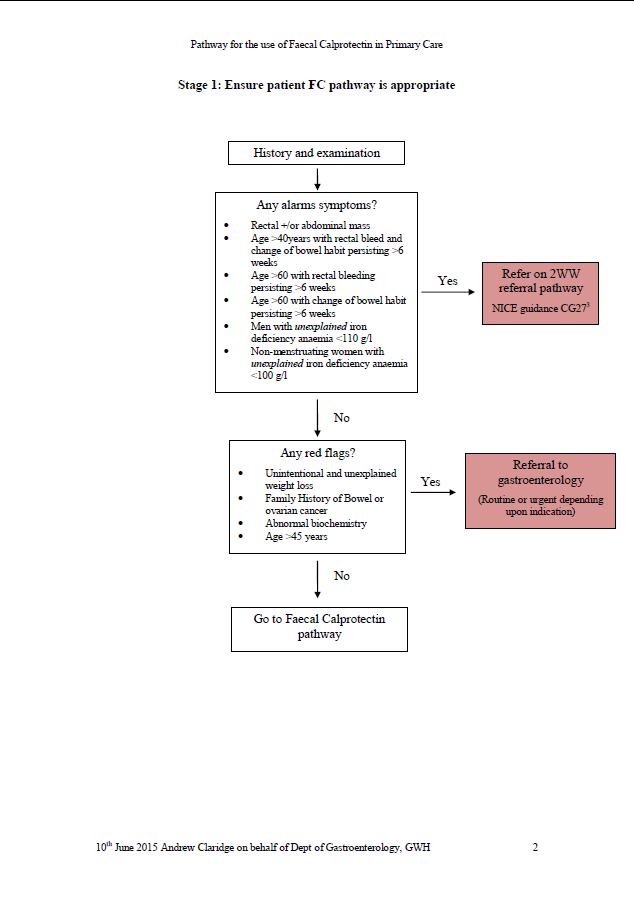 Pathway for the use of Faecal Calprotectin in Primary Care
Stage 1: Ensure patient FC pathway is appropriate
History and examination
Any alarms symptoms?
• Rectal +/or abdominal mass
• Age >40years with rectal bleed and
change of bowel habit persisting >6
weeks
• Age >60 with rectal bleeding
persisting >6 weeks
• Age >60 with change of bowel habit
persisting >6 weeks
• Men with unexplained iron
deficiency anaemia <110 g/l
• Non-menstruating women with
unexplained iron deficiency anaemia
<100 g/l
Yes
Refer on 2WW
referral pathway
NICE guidance CG27³
No
Any red flags?
• Unintentional and unexplained
weight loss
• Family History of Bowel or
ovarian cancer
• Abnormal biochemistry
• Age >45 years
Yes
Referral to
gastroenterology
(Routine or urgent depending
upon indication)
No
Go to Faecal Calprotectin
pathway
10th June 2015 Andrew Claridge on behalf of Dept of Gastroenterology, GWH 2